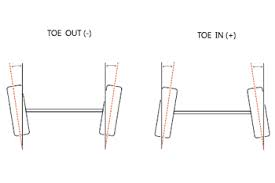 TOE OUT (-)
TOE IN (+)